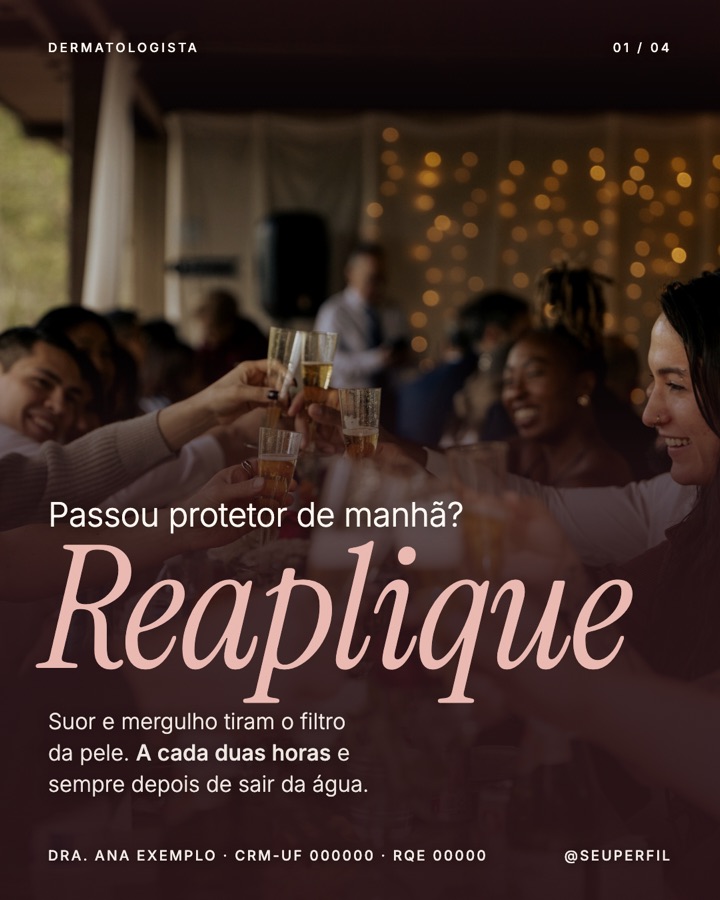 DERMATOLOGISTA
01 / 04
Passou protetor de manhã?
Reaplique
Suor e mergulho tiram o filtro
da pele. A cada duas horas e
sempre depois de sair da água.
DRA. ANA EXEMPLO · CRM-UF 000000 · RQE 00000
@SEUPERFIL